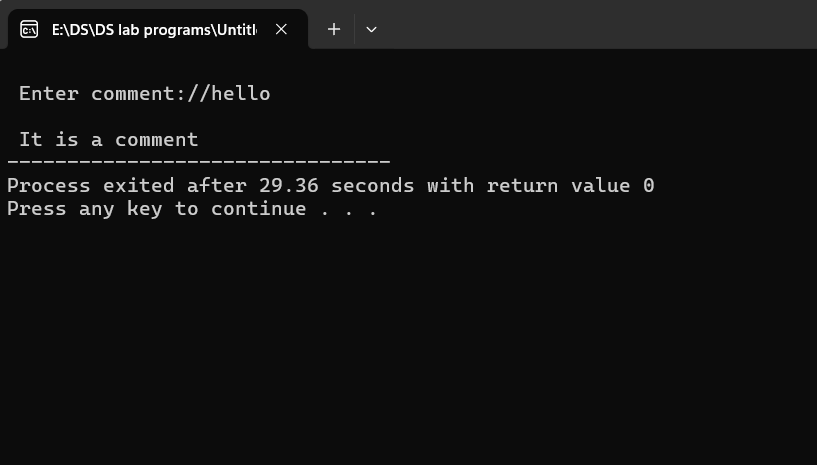 E:\DS\DS lab programs\Untitl
Enter comment://hello
It is a comment
--------------------------------
Process exited after 29.36 seconds with return value 0
Press any key to continue . . .